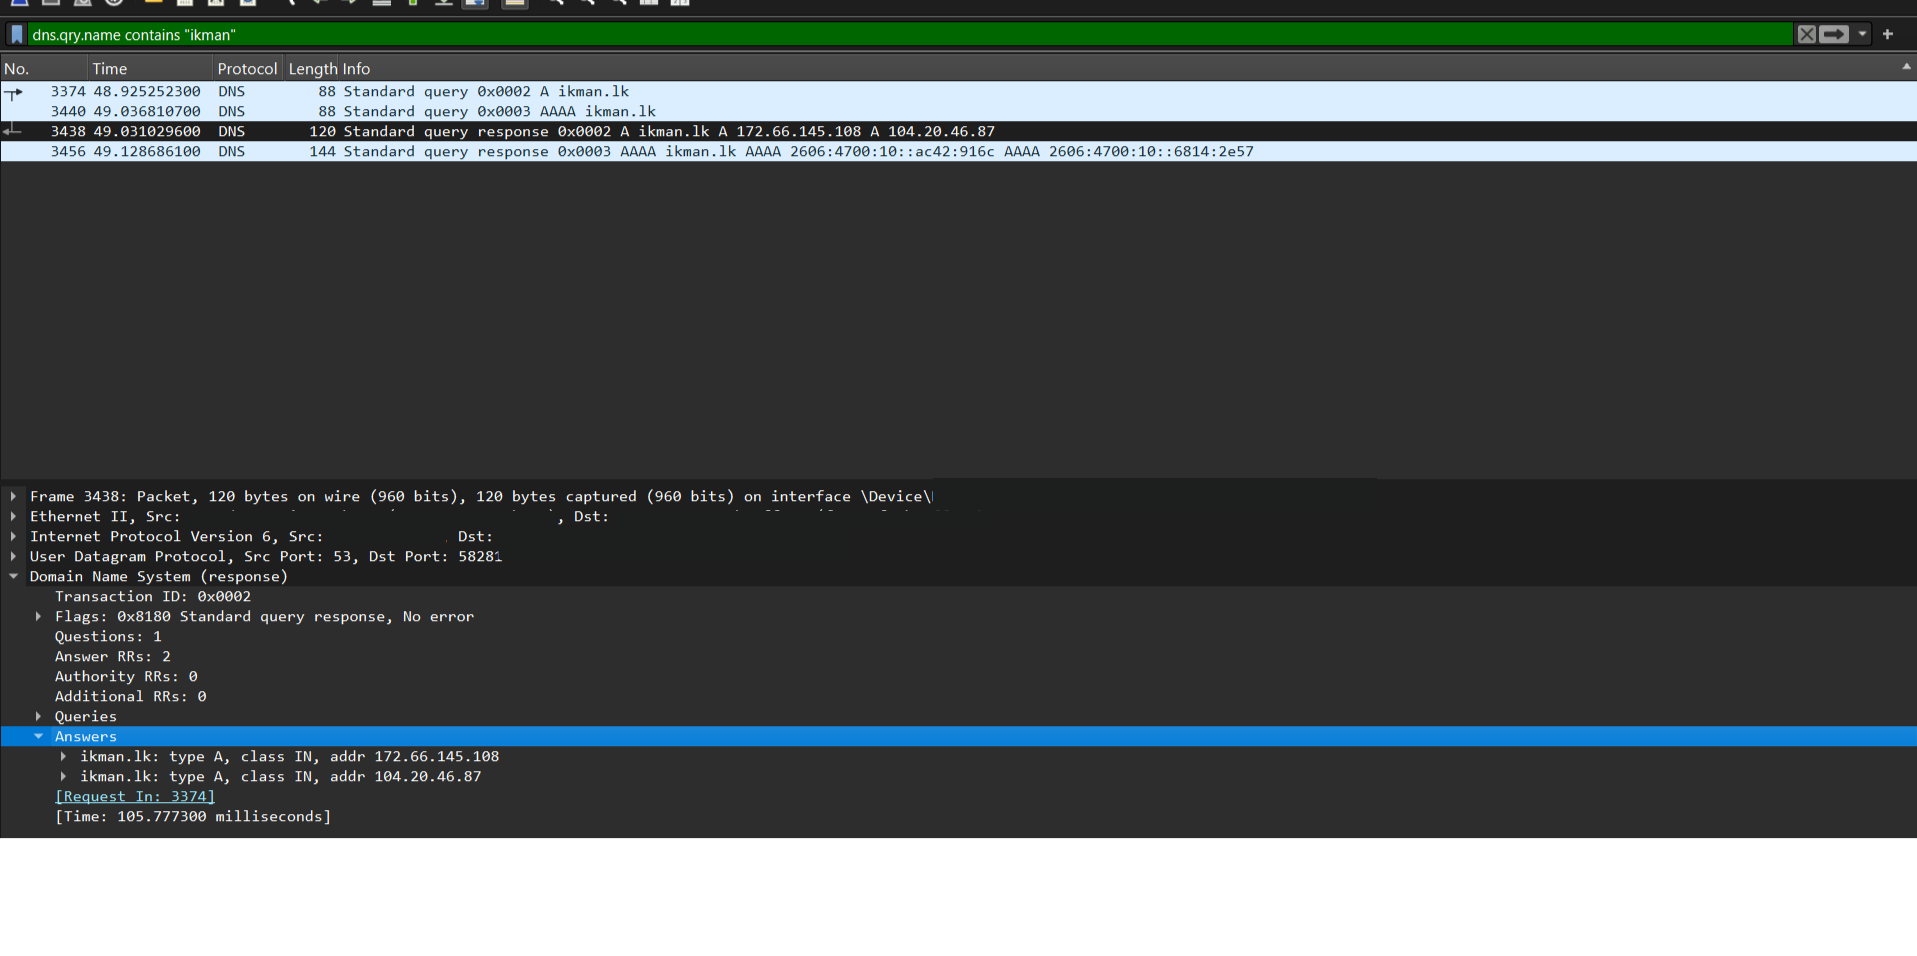 dns.qry.name contains "ikman"
No. Time Protocol Length Info
3374 48.925252300 DNS 88 Standard query 0x0002 A ikman.lk
3440 49.036810700 DNS 88 Standard query 0x0003 AAAA ikman.lk
3438 49.031029600 DNS 120 Standard query response 0x0002 A ikman.lk A 172.66.145.108 A 104.20.46.87
3456 49.128686100 DNS 144 Standard query response 0x0003 AAAA ikman.lk AAAA 2606:4700:10::ac42:916c AAAA 2606:4700:10::6814:2e57
Frame 3438: Packet, 120 bytes on wire (960 bits), 120 bytes captured (960 bits) on interface \Device\
Ethernet II, Src: , Dst:
Internet Protocol Version 6, Src: Dst:
User Datagram Protocol, Src Port: 53, Dst Port: 58281
Domain Name System (response)
Transaction ID: 0x0002
Flags: 0x8180 Standard query response, No error
Questions: 1
Answer RRs: 2
Authority RRs: 0
Additional RRs: 0
Queries
Answers
ikman.lk: type A, class IN, addr 172.66.145.108
ikman.lk: type A, class IN, addr 104.20.46.87
[Request In: 3374]
[Time: 105.777300 milliseconds]